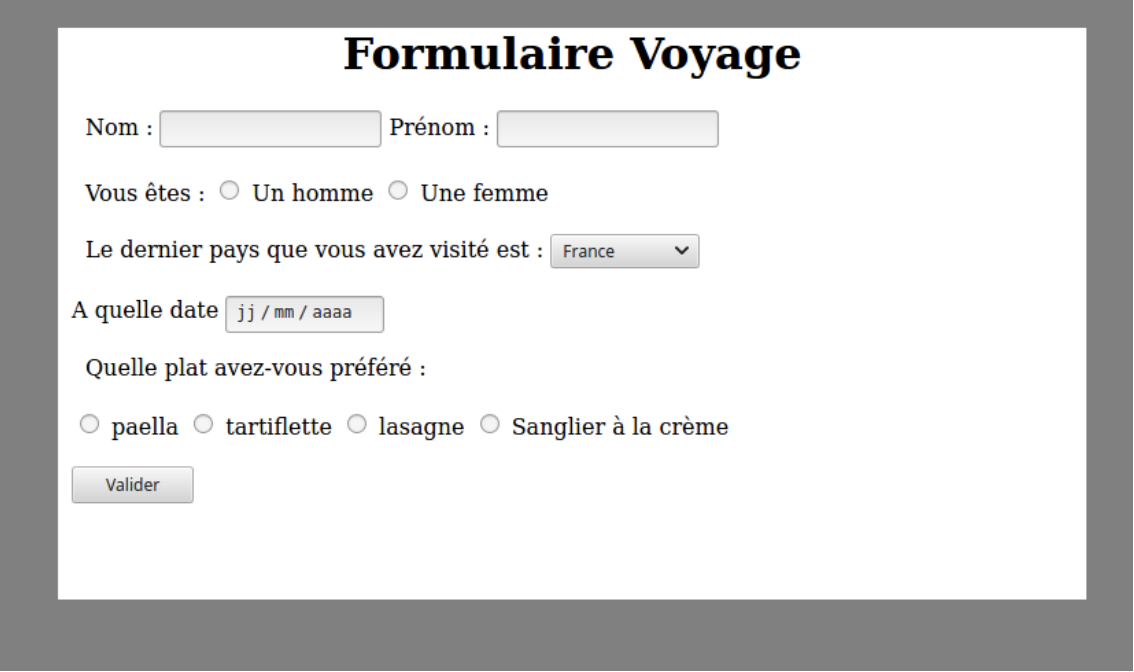 Formulaire Voyage
Nom : Prénom :
Vous êtes : Un homme Une femme
Le dernier pays que vous avez visité est : France
A quelle date jj / mm / aaaa
Quelle plat avez-vous préféré :
paella tartiflette lasagne Sanglier à la crème
Valider